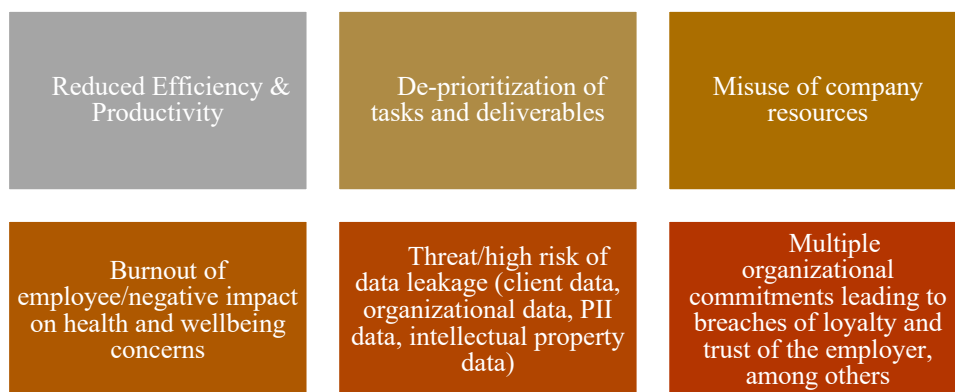 Reduced Efficiency &
Productivity
De-prioritization of
tasks and deliverables
Misuse of company
resources
Burnout of
employee/negative impact
on health and wellbeing
concerns
Threat/high risk of
data leakage (client data,
organizational data, PII
data, intellectual property
data)
Multiple
organizational
commitments leading to
breaches of loyalty and
trust of the employer,
among others